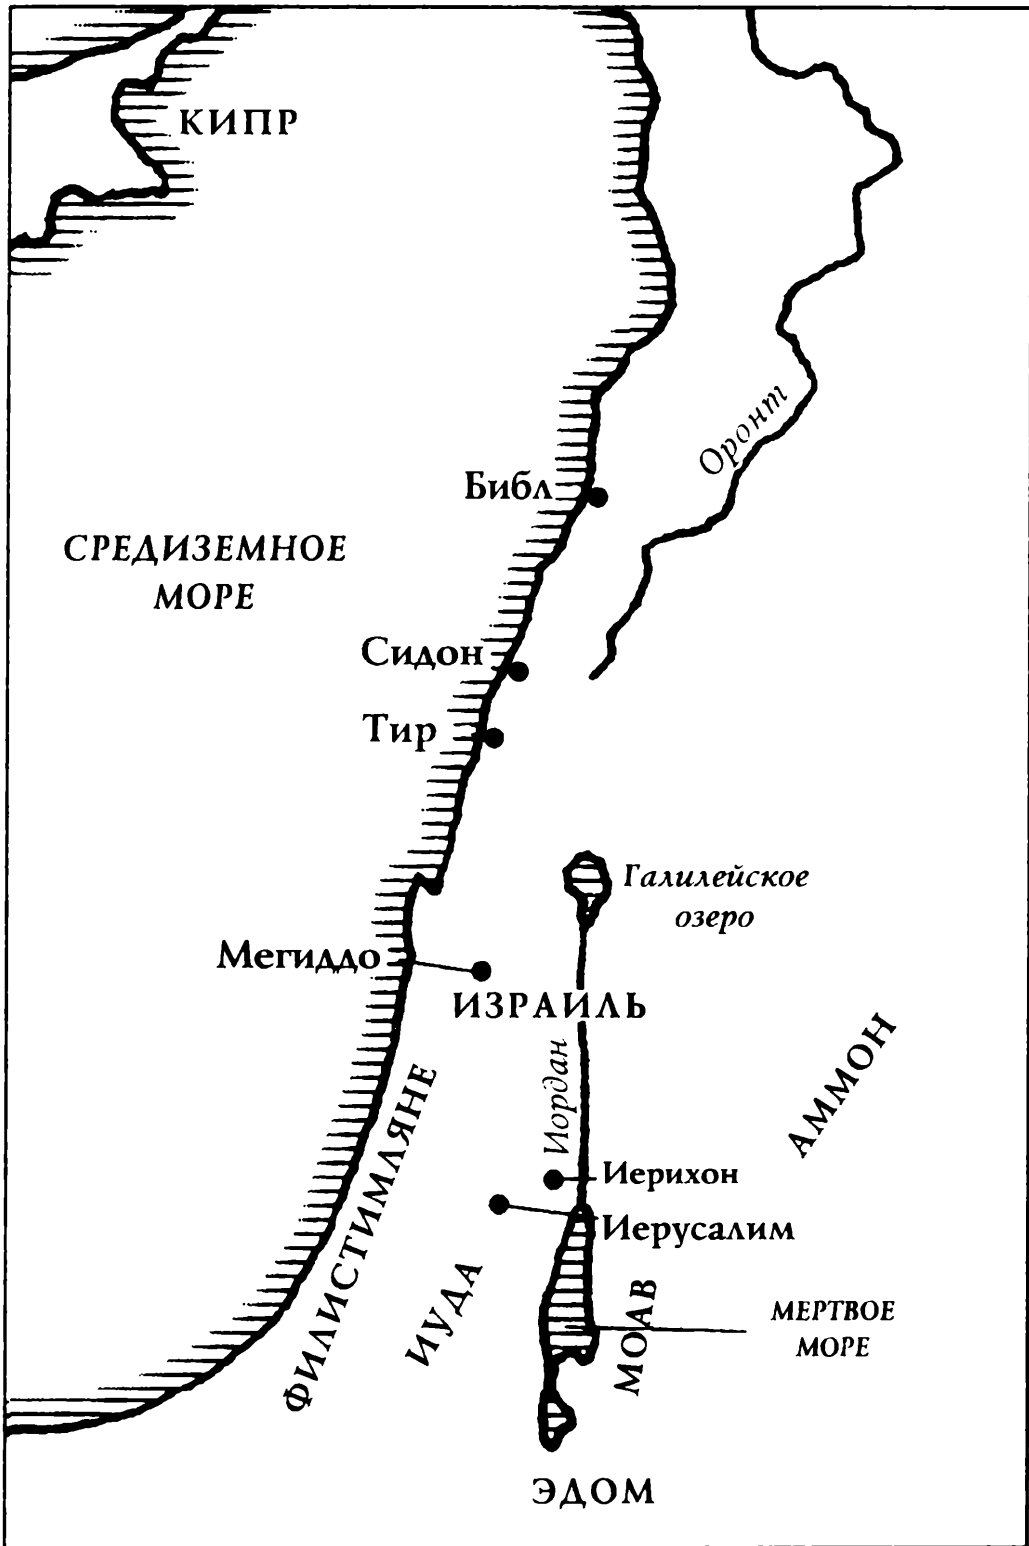 КИПР
Оронт
Библ
СРЕДИЗЕМНОЕ
МОРЕ
Сидон
Тир
Галилейское
озеро
Мегиддо
ИЗРАИЛЬ
Иордан
АММОН
ФИЛИСТИМЛЯНЕ
Иерихон
Иерусалим
ИУДА
МОАВ
МЕРТВОЕ
МОРЕ
ЭДОМ